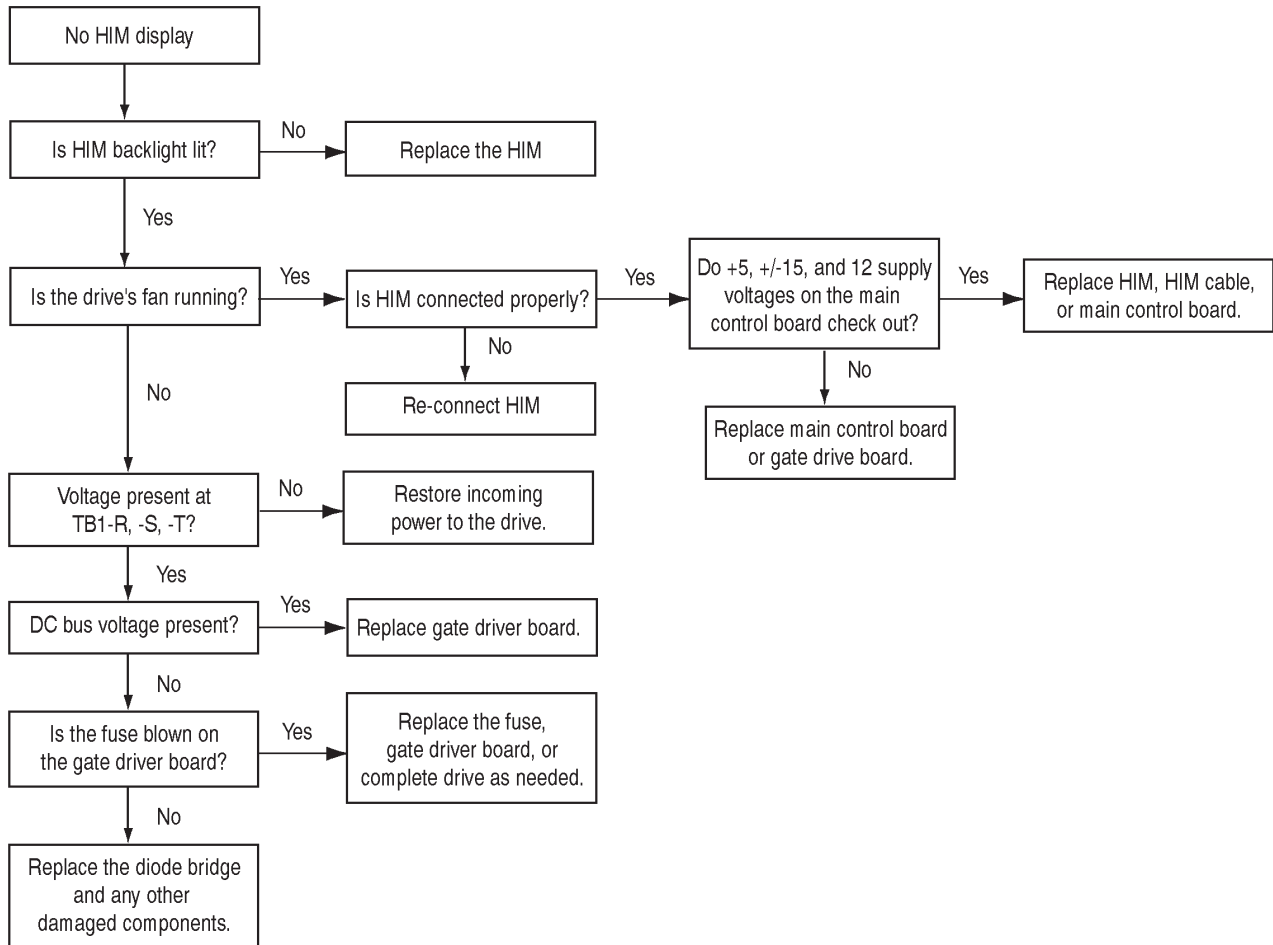 No HIM display
Is HIM backlight lit?
No
Replace the HIM
Yes
Is the drive's fan running?
Yes
Is HIM connected properly?
Yes
Do +5, +/-15, and 12 supply
voltages on the main
control board check out?
Yes
Replace HIM, HIM cable,
or main control board.
No
Re-connect HIM
No
Replace main control board
or gate drive board.
No
Voltage present at
TB1-R, -S, -T?
No
Restore incoming
power to the drive.
Yes
DC bus voltage present?
Yes
Replace gate driver board.
No
Is the fuse blown on
the gate driver board?
Yes
Replace the fuse,
gate driver board, or
complete drive as needed.
No
Replace the diode bridge
and any other
damaged components.